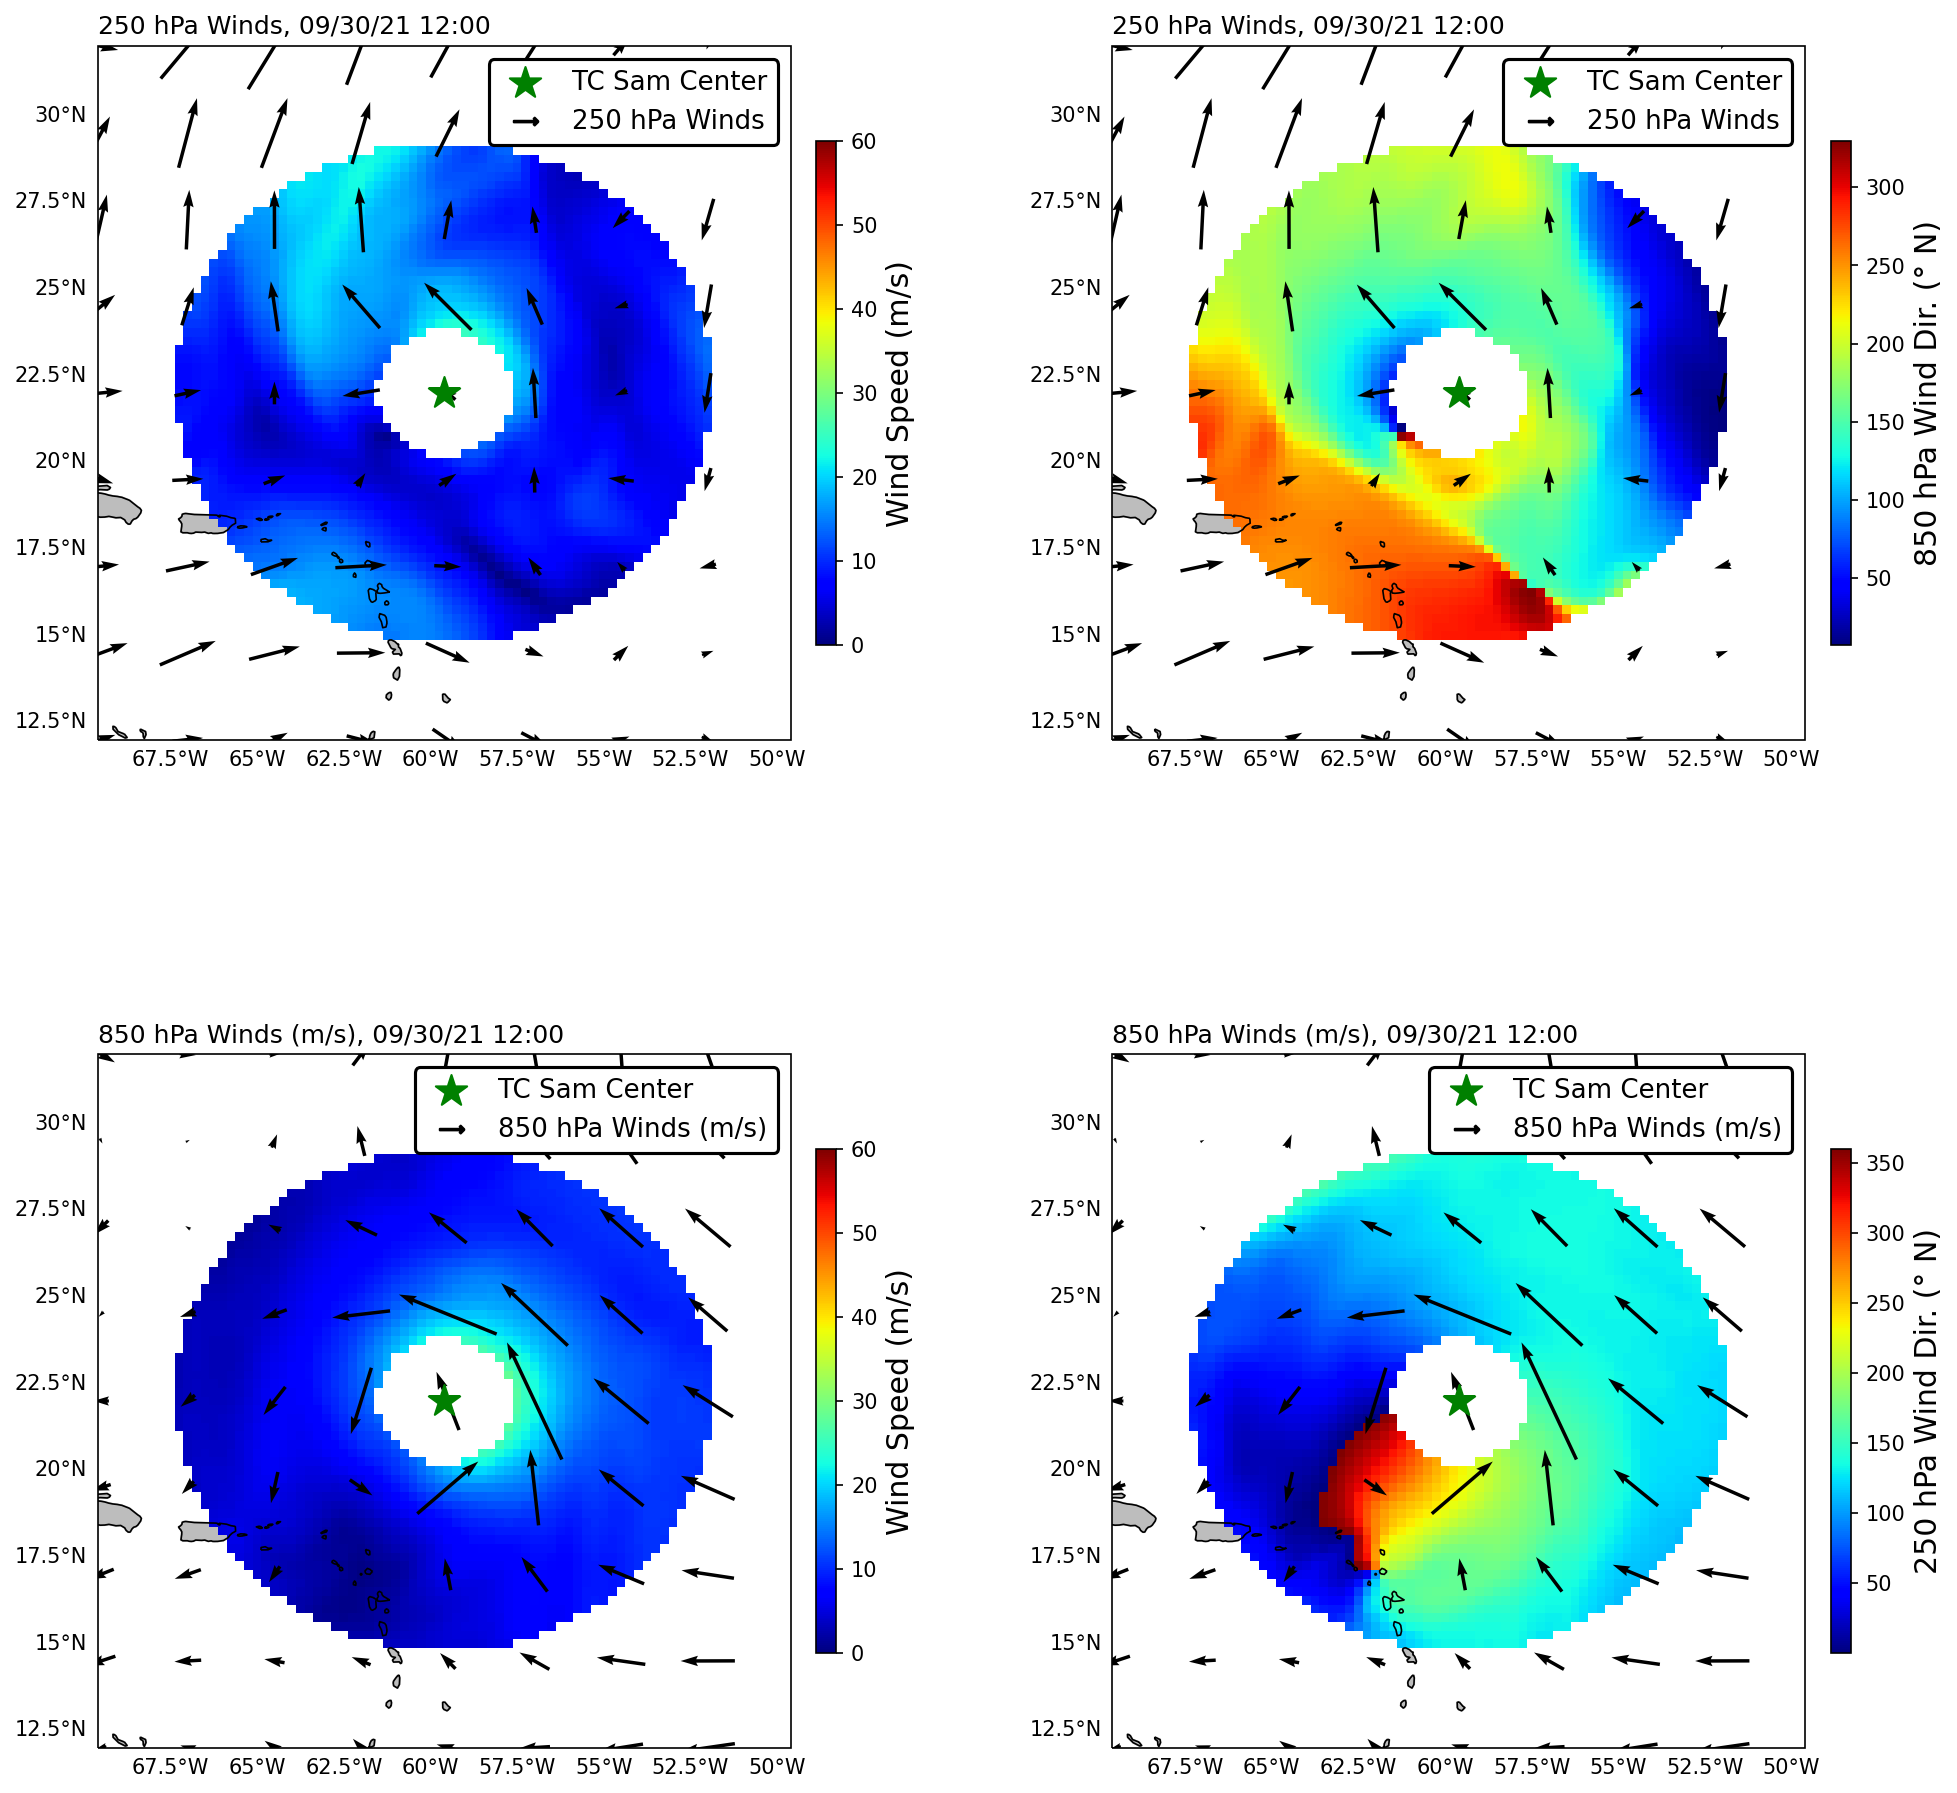 250 hPa Winds, 09/30/21 12:00
TC Sam Center
250 hPa Winds
30°N
27.5°N
25°N
22.5°N
20°N
17.5°N
15°N
12.5°N
67.5°W 65°W 62.5°W 60°W 57.5°W 55°W 52.5°W 50°W
60
50
40
30
20
10
0
Wind Speed (m/s)
250 hPa Winds, 09/30/21 12:00
TC Sam Center
250 hPa Winds
30°N
27.5°N
25°N
22.5°N
20°N
17.5°N
15°N
12.5°N
67.5°W 65°W 62.5°W 60°W 57.5°W 55°W 52.5°W 50°W
300
250
200
150
100
50
850 hPa Wind Dir. (° N)
850 hPa Winds (m/s), 09/30/21 12:00
TC Sam Center
850 hPa Winds (m/s)
30°N
27.5°N
25°N
22.5°N
20°N
17.5°N
15°N
12.5°N
67.5°W 65°W 62.5°W 60°W 57.5°W 55°W 52.5°W 50°W
60
50
40
30
20
10
0
Wind Speed (m/s)
850 hPa Winds (m/s), 09/30/21 12:00
TC Sam Center
850 hPa Winds (m/s)
30°N
27.5°N
25°N
22.5°N
20°N
17.5°N
15°N
12.5°N
67.5°W 65°W 62.5°W 60°W 57.5°W 55°W 52.5°W 50°W
350
300
250
200
150
100
50
250 hPa Wind Dir. (° N)